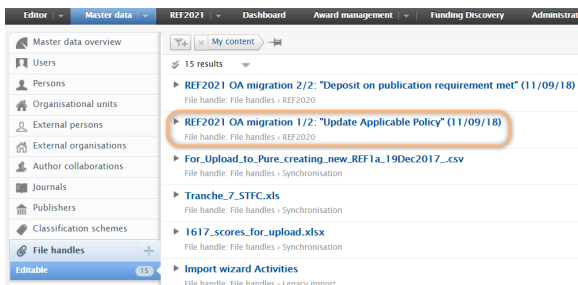 Editor Master data REF2021 Dashboard Award management Funding Discovery Administra
Master data overview
Users
Persons
Organisational units
External persons
External organisations
Author collaborations
Journals
Publishers
Classification schemes
File handles
Editable 15
My content
15 results
REF2021 OA migration 2/2: "Deposit on publication requirement met" (11/09/18)
File handle: File handles › REF2020
REF2021 OA migration 1/2: "Update Applicable Policy" (11/09/18)
File handle: File handles › REF2020
For_Upload_to_Pure_creating_new_REF1a_19Dec2017_.csv
File handle: File handles › Synchronisation
Tranche_7_STFC.xls
File handle: File handles › Synchronisation
1617_scores_for_upload.xlsx
File handle: File handles › Synchronisation
Import wizard Activities
File handle: File handles › Legacy import